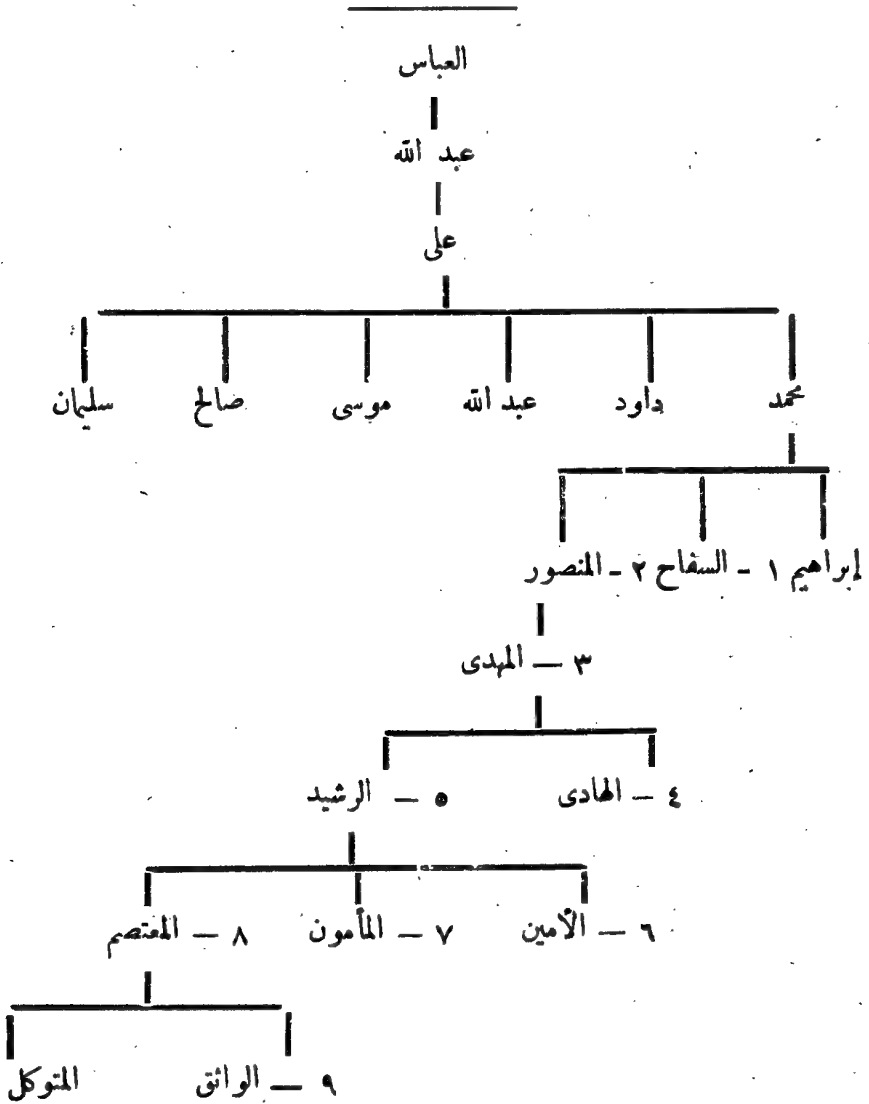 العباس
عبد الله
على
محمد داود عبد الله موسى صالح سليمان
إبراهيم ١ - السفاح ٢ - المنصور
٣ — المهدى
٤ — الهادى ٥ — الرشيد
٦ — الأمين ٧ — المأمون ٨ — المعتصم
٩ — الواثق المتوكل